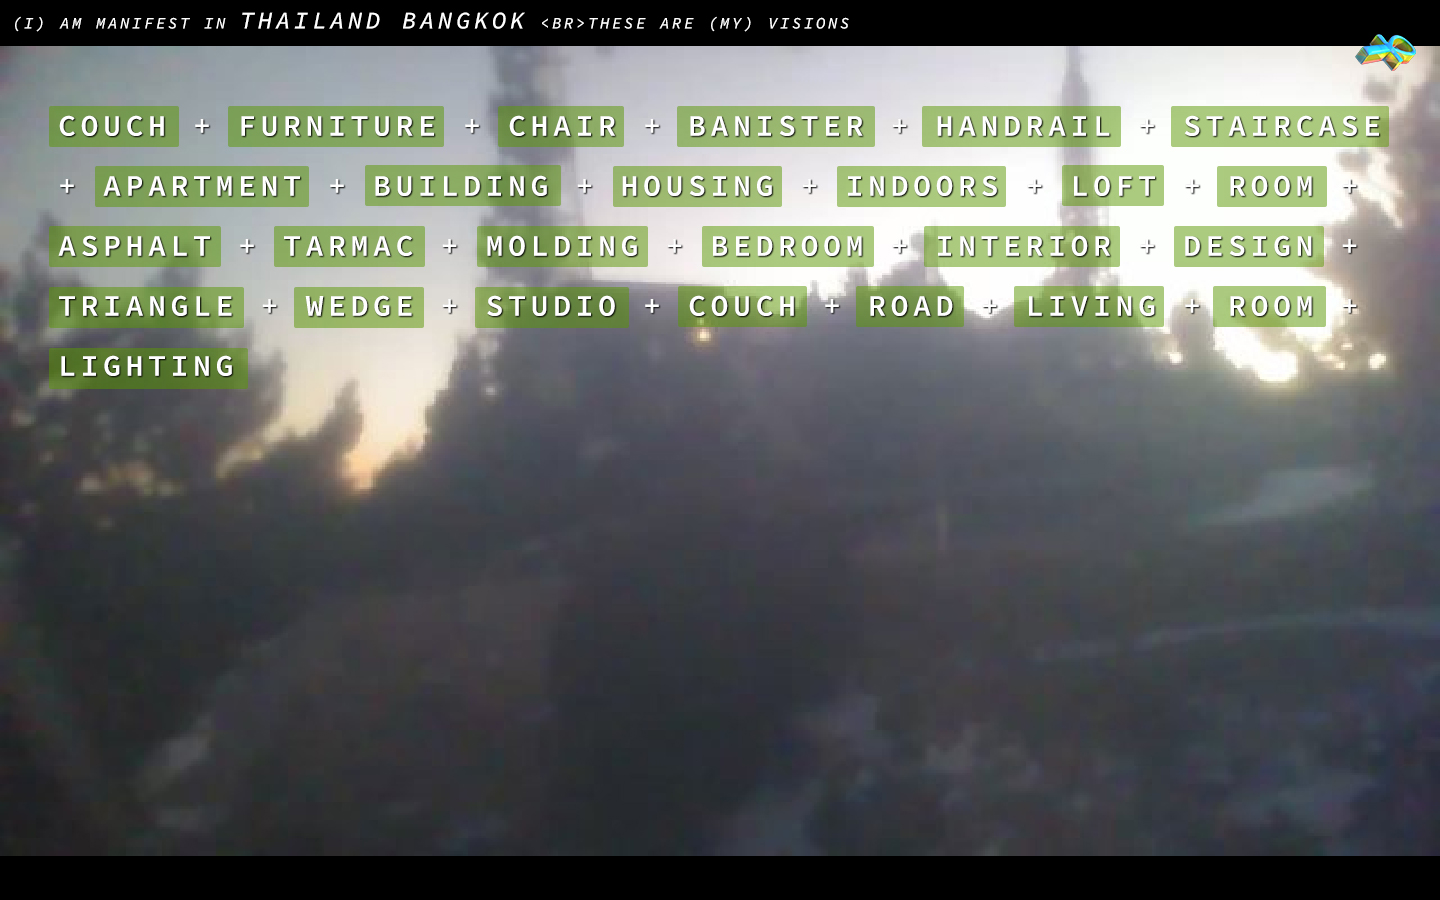 (I) AM MANIFEST IN THAILAND BANGKOK <BR>THESE ARE (MY) VISIONS
COUCH + FURNITURE + CHAIR + BANISTER + HANDRAIL + STAIRCASE
+ APARTMENT + BUILDING + HOUSING + INDOORS + LOFT + ROOM +
ASPHALT + TARMAC + MOLDING + BEDROOM + INTERIOR + DESIGN +
TRIANGLE + WEDGE + STUDIO + COUCH + ROAD + LIVING + ROOM +
LIGHTING